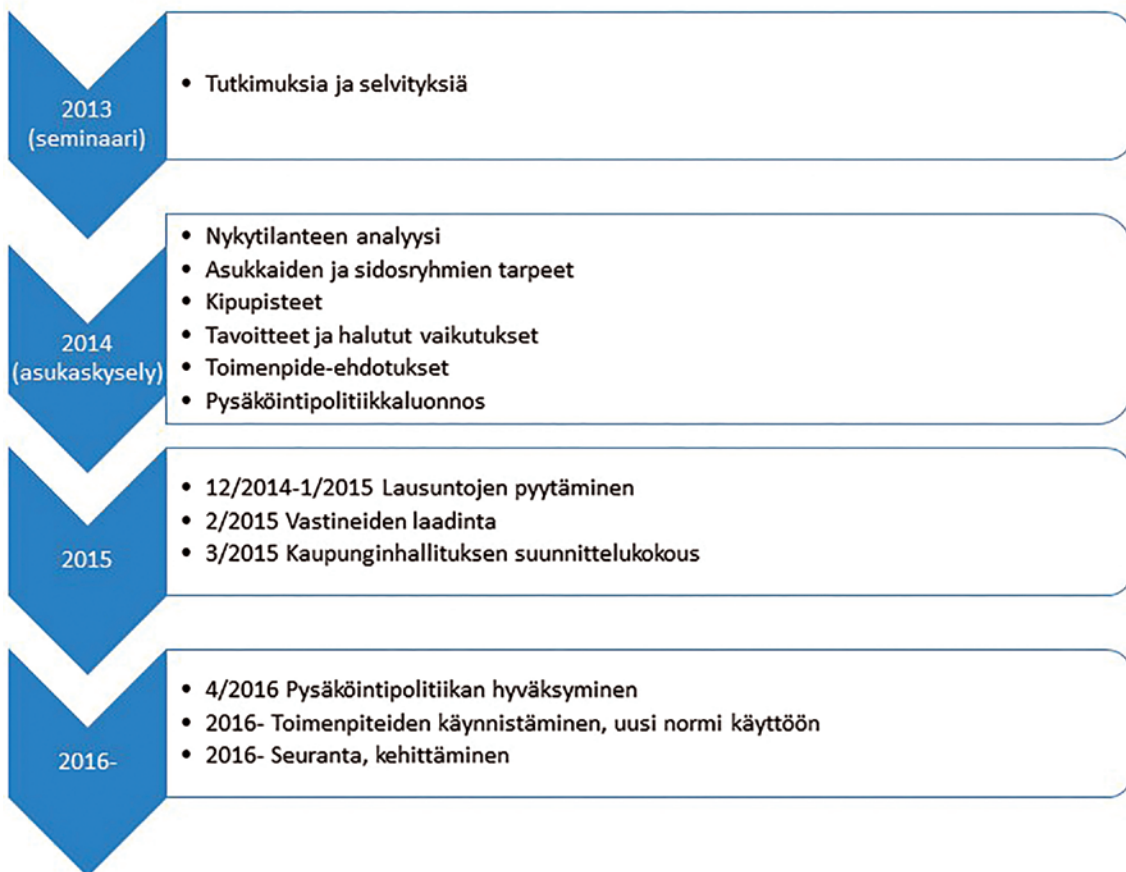 2013
(seminaari)
• Tutkimuksia ja selvityksiä
2014
(asukaskysely)
• Nykytilanteen analyysi
• Asukkaiden ja sidosryhmien tarpeet
• Kipupisteet
• Tavoitteet ja halutut vaikutukset
• Toimenpide-ehdotukset
• Pysäköintipolitiikkaluonnos
2015
• 12/2014-1/2015 Lausuntojen pyytäminen
• 2/2015 Vastineiden laadinta
• 3/2015 Kaupunginhallituksen suunnittelukokous
2016-
• 4/2016 Pysäköintipolitiikan hyväksyminen
• 2016- Toimenpiteiden käynnistäminen, uusi normi käyttöön
• 2016- Seuranta, kehittäminen